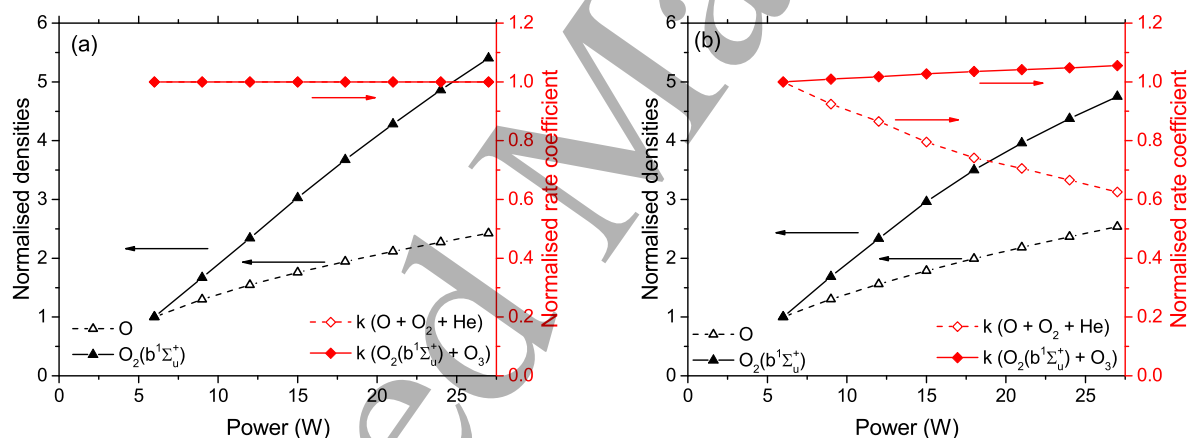 (a)
Normalised densities
6
5
4
3
2
1
0
O
O₂(b¹Σᵤ⁺)
k (O + O₂ + He)
k (O₂(b¹Σᵤ⁺) + O₃)
0 5 10 15 20 25
Power (W)
1.2
1.0
0.8
0.6
0.4
0.2
0.0
Normalised rate coefficient
(b)
Normalised densities
6
5
4
3
2
1
0
O
O₂(b¹Σᵤ⁺)
k (O + O₂ + He)
k (O₂(b¹Σᵤ⁺) + O₃)
0 5 10 15 20 25
Power (W)
1.2
1.0
0.8
0.6
0.4
0.2
0.0
Normalised rate coefficient
ed Ma